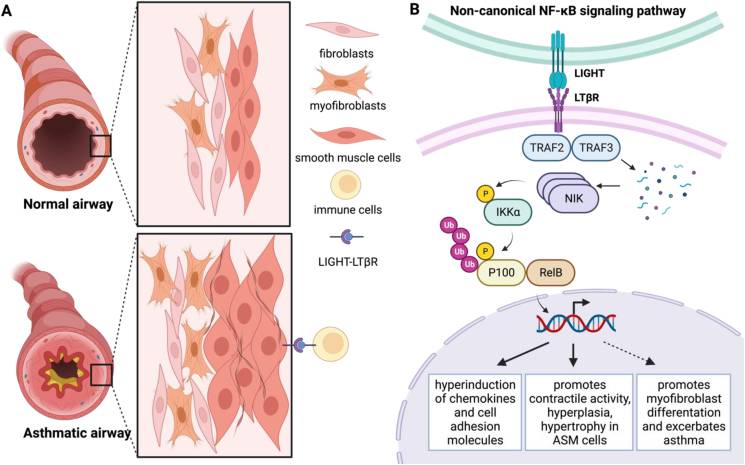 A
Normal airway
Asthmatic airway
fibroblasts
myofibroblasts
smooth muscle cells
immune cells
LIGHT-LTβR
B
Non-canonical NF-κB signaling pathway
LIGHT
LTβR
TRAF2
TRAF3
NIK
P
IKKα
Ub
Ub
Ub
Ub
P
P100
RelB
hyperinduction
of chemokines
and cell
adhesion
molecules
promotes
contractile activity,
hyperplasia,
hypertrophy in
ASM cells
promotes
myofibroblast
differentation
and excerbates
asthma